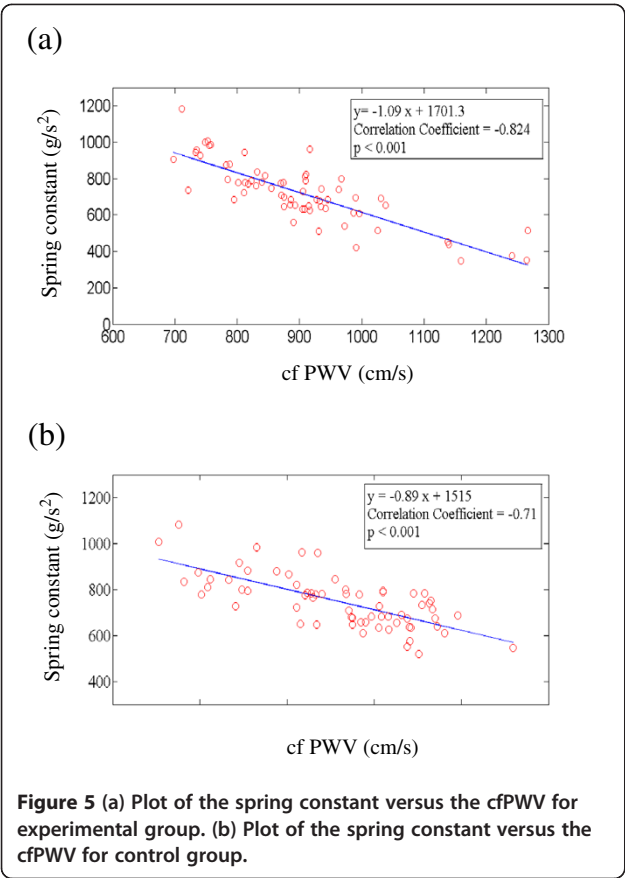 (a)
y= -1.09 x + 1701.3
Correlation Coefficient = -0.824
p < 0.001
Spring constant (g/s²)
1200
1000
800
600
400
200
0
600 700 800 900 1000 1100 1200 1300
cf PWV (cm/s)
(b)
y = -0.89 x + 1515
Correlation Coefficient = -0.71
p < 0.001
Spring constant (g/s²)
1200
1000
800
600
400
cf PWV (cm/s)
Figure 5 (a) Plot of the spring constant versus the cfPWV for
experimental group. (b) Plot of the spring constant versus the
cfPWV for control group.